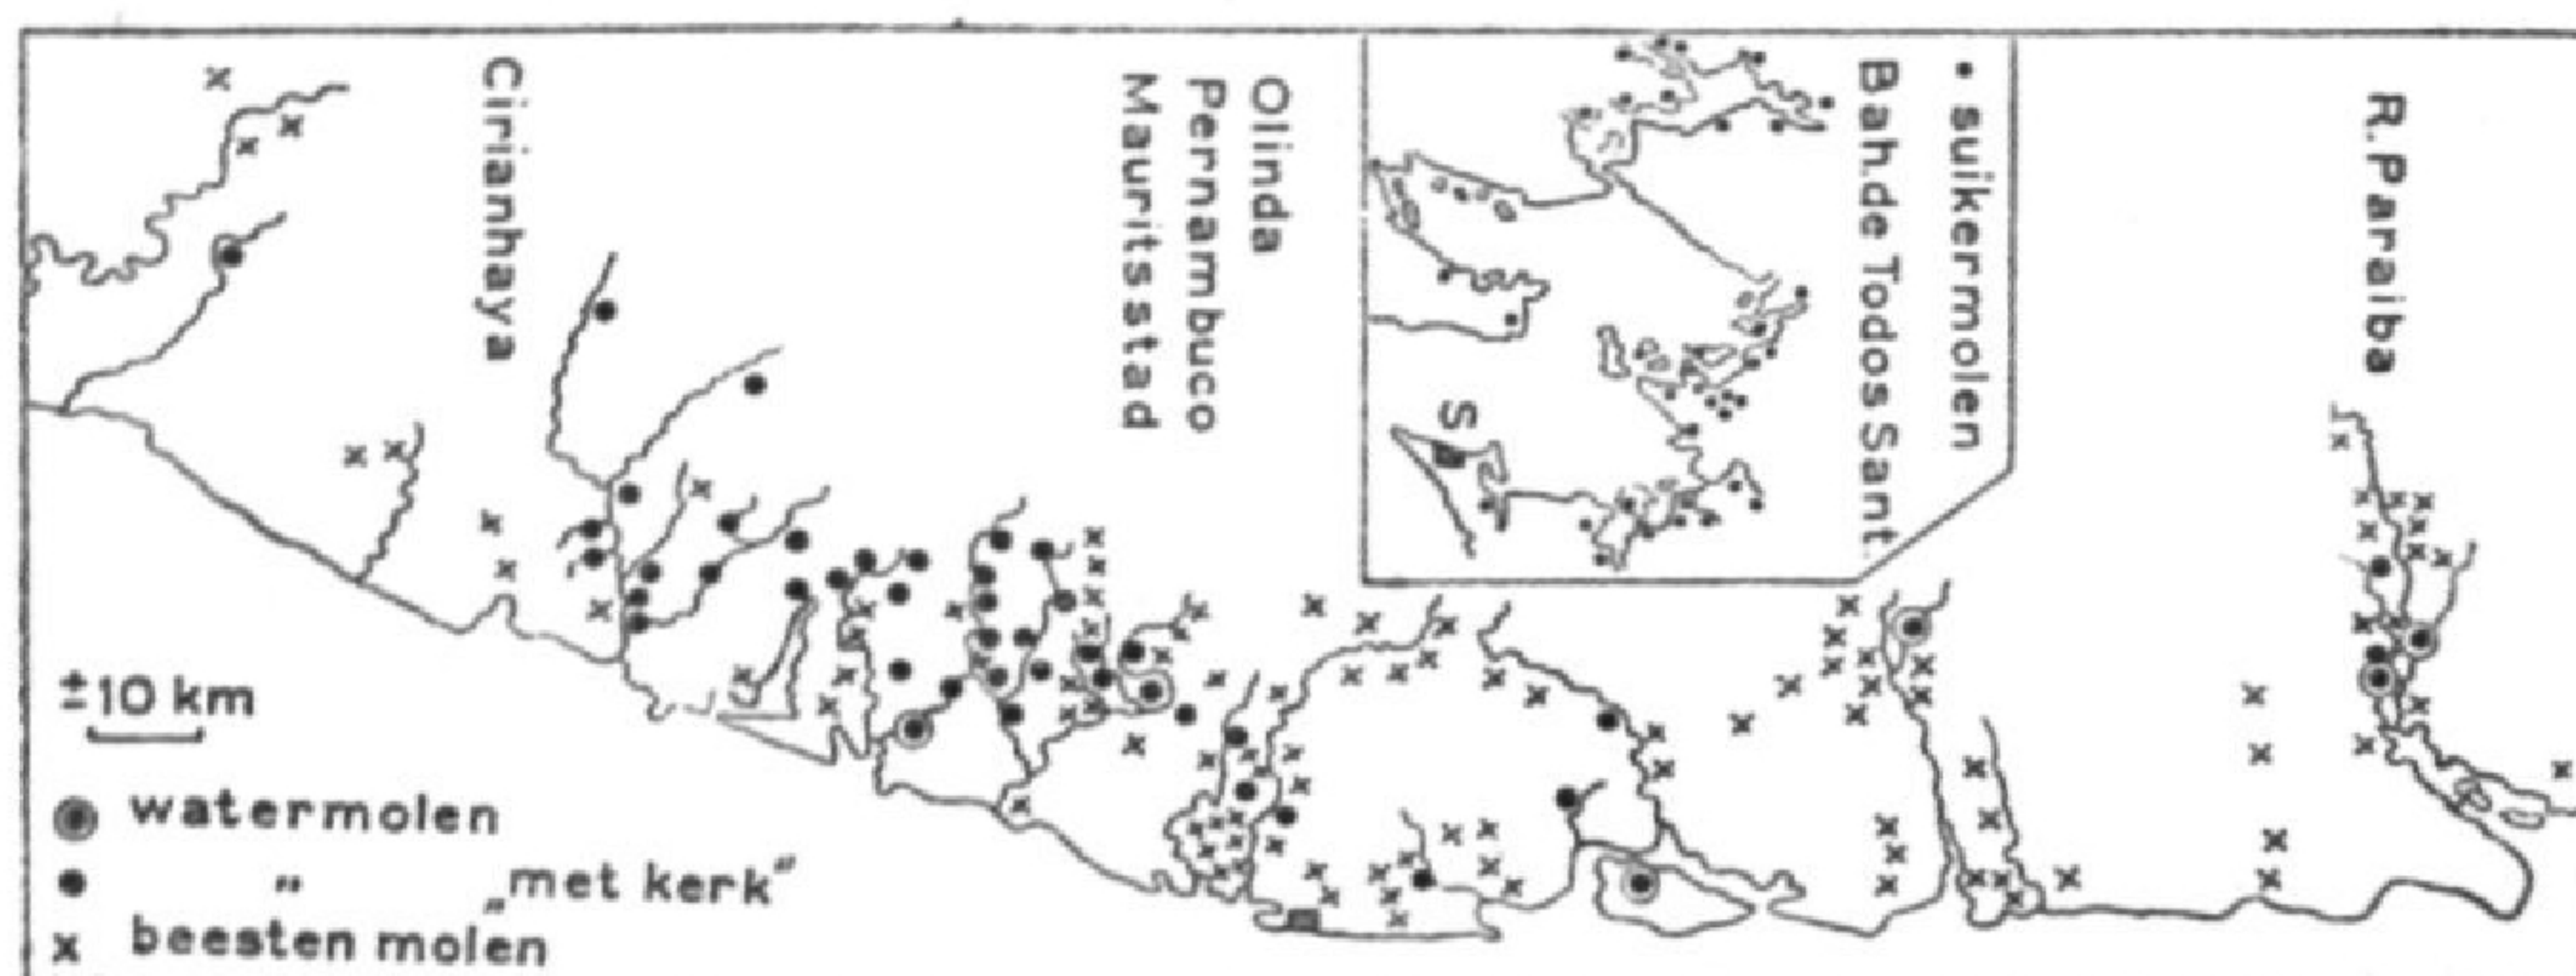 Cirianhaya
Olinda
Pernambuco
Mauritsstad
• suikermolen
Bah.de Todos Sant.
S
R. Paraiba
± 10 km
watermolen
" „met kerk"
x beesten molen